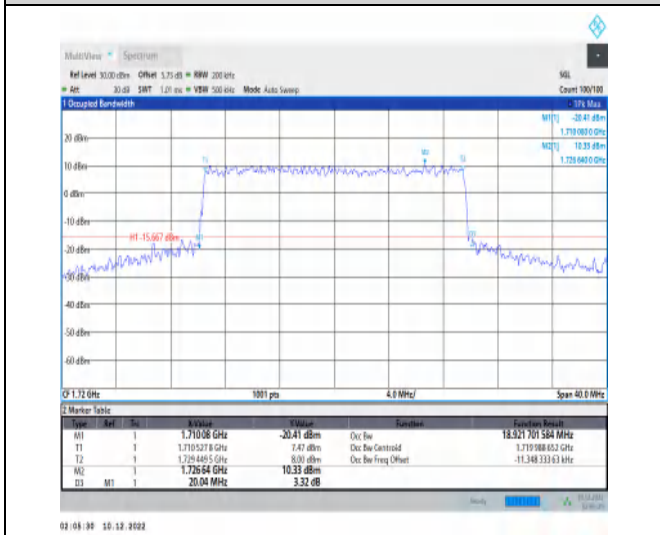 MultiView Spectrum
Ref Level 30.00 dBm Offset 5.75 dB RBW 200 kHz SGL
Att 30 dB SWT 1.01 ms VBW 500 kHz Mode Auto Sweep Count 100/100
1 Occupied Bandwidth 1Pk Max
M1[1] -20.41 dBm
1.710 080 0 GHz
M2[1] 10.33 dBm
1.726 640 0 GHz
20 dBm
10 dBm
T1 M2 T2
0 dBm
-10 dBm
H1 -15.667 dBm
-20 dBm
-30 dBm
-40 dBm
-50 dBm
-60 dBm
CF 1.72 GHz 1001 pts 4.0 MHz/ Span 40.0 MHz
2 Marker Table
Type Ref Trc X-Value Y-Value Function Function Result
M1 1 1.710 08 GHz -20.41 dBm Occ Bw 18.921 701 584 MHz
T1 1 1.710 527 8 GHz 7.47 dBm Occ Bw Centroid 1.719 988 652 GHz
T2 1 1.729 449 5 GHz 8.00 dBm Occ Bw Freq Offset -11.348 333 63 kHz
M2 1 1.726 64 GHz 10.33 dBm
D3 M1 1 20.04 MHz 3.32 dB
Ready
02:05:30 10.12.2022